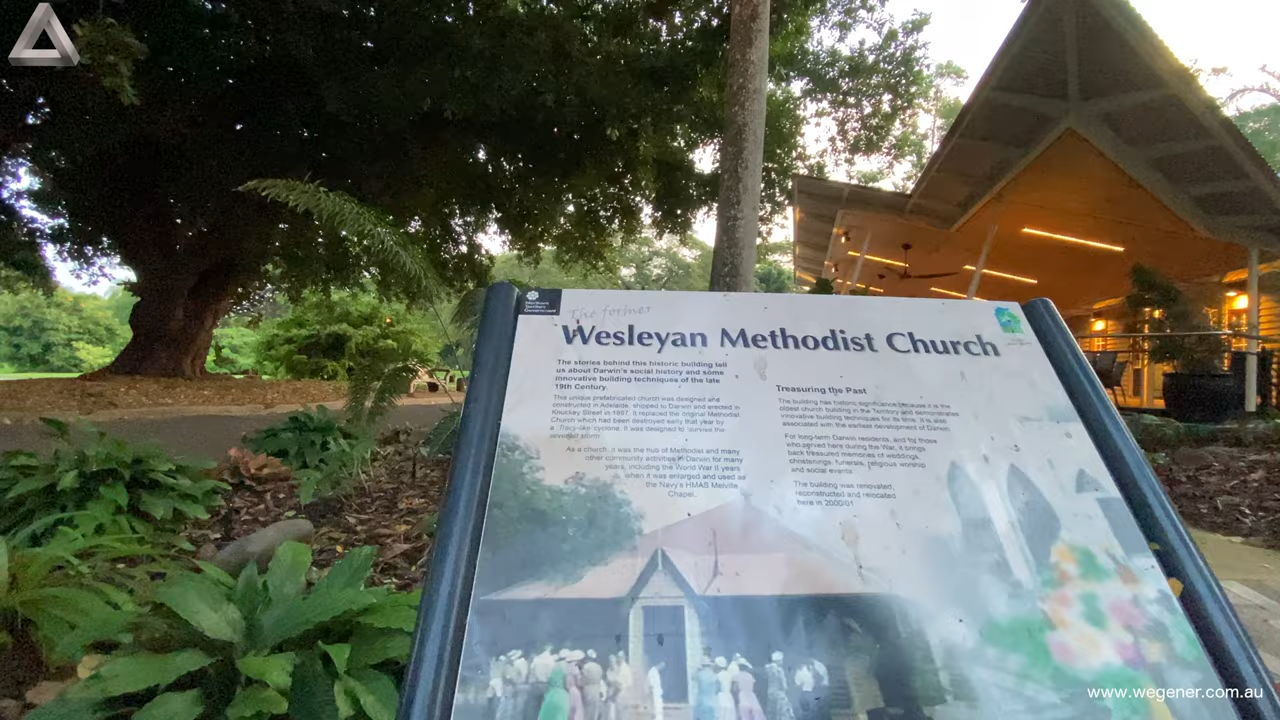 Northern
Territory
Government
The former
Wesleyan Methodist Church
The stories behind this historic building tell
us about Darwin's social history and some
innovative building techniques of the late
19th Century.
This unique prefabricated church was designed and
constructed in Adelaide, shipped to Darwin and erected in
Knuckey Street in 1897. It replaced the original Methodist
Church which had been destroyed early that year by
a 'Tracy-like' cyclone. It was designed to 'survive the
severest storm'.
As a church, it was the hub of Methodist and many
other community activities in Darwin for many
years, including the World War II years
when it was enlarged and used as
the Navy's HMAS Melville
Chapel.
Treasuring the Past
The building has historic significance because it is the
oldest church building in the Territory and demonstrates
innovative building techniques for its time. It is also
associated with the earliest development of Darwin.
For long-term Darwin residents, and for those
who served here during the War, it brings
back treasured memories of weddings,
christenings, funerals, religious worship
and social events.
The building was renovated,
reconstructed and relocated
here in 2000/01.
www.wegener.com.au